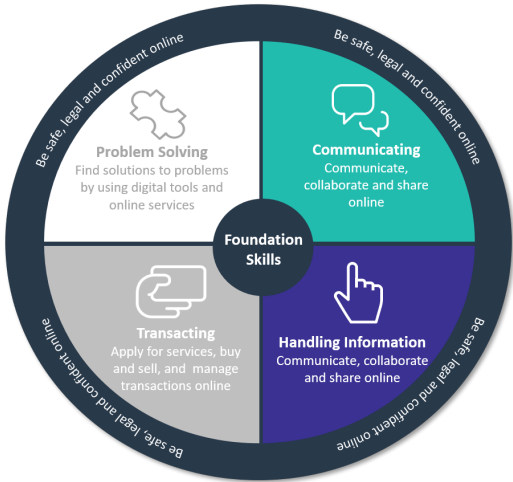 Be safe, legal and confident online
Be safe, legal and confident online
Problem Solving
Find solutions to problems
by using digital tools and
online services
Communicating
Communicate,
collaborate and share
online
Foundation
Skills
Transacting
Apply for services, buy
and sell, and manage
transactions online
Handling Information
Communicate, collaborate
and share online
Be safe, legal and confident online
Be safe, legal and confident online